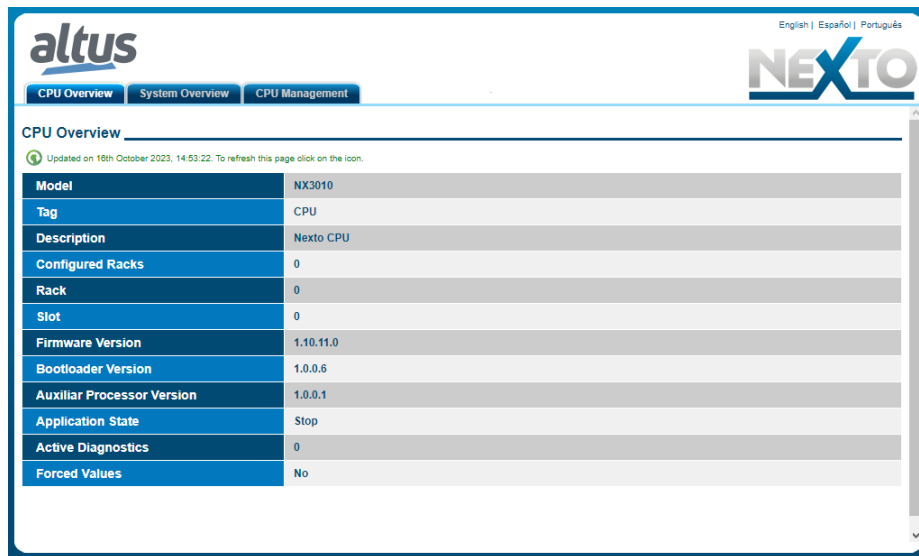 English | Español | Português
altus
NEXTO
CPU Overview System Overview CPU Management
CPU Overview
Updated on 16th October 2023, 14:53:22. To refresh this page click on the icon.
Model NX3010
Tag CPU
Description Nexto CPU
Configured Racks 0
Rack 0
Slot 0
Firmware Version 1.10.11.0
Bootloader Version 1.0.0.6
Auxiliar Processor Version 1.0.0.1
Application State Stop
Active Diagnostics 0
Forced Values No